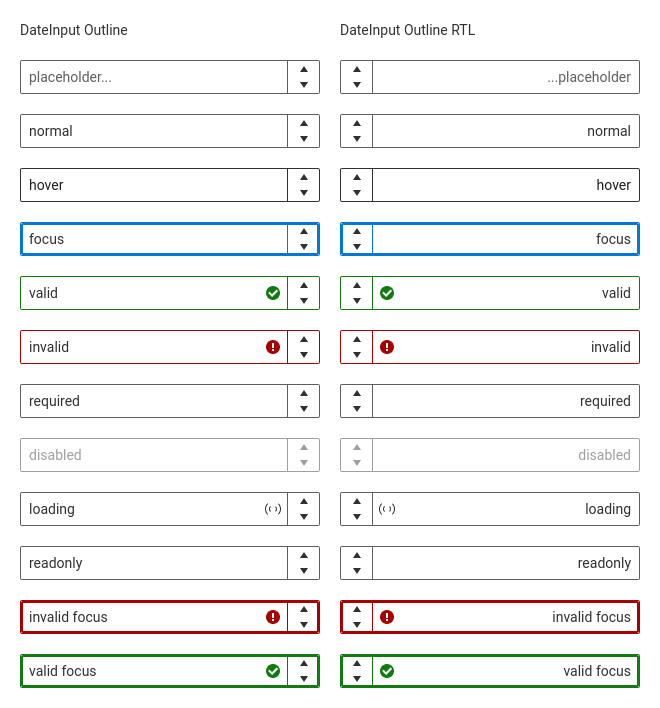 DateInput Outline
DateInput Outline RTL
placeholder...
...placeholder
normal
normal
hover
hover
focus
focus
valid
valid
invalid
invalid
required
required
disabled
disabled
loading
loading
readonly
readonly
invalid focus
invalid focus
valid focus
valid focus